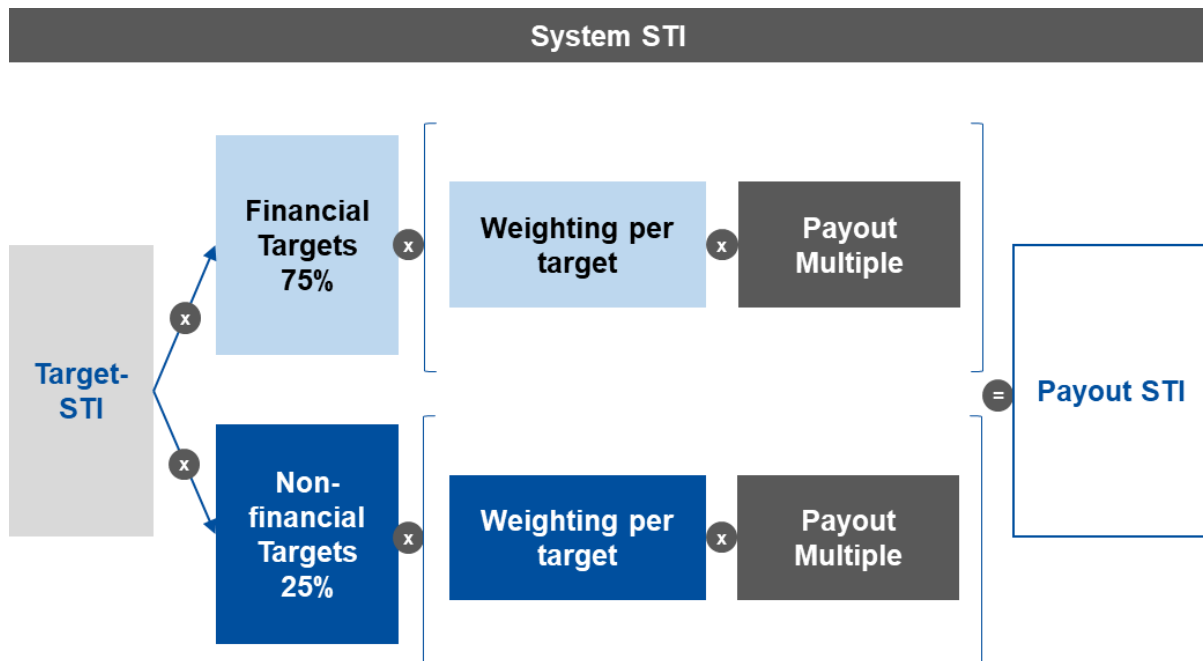 System STI
Financial
Targets
75%
x
Weighting per
target
x
Payout
Multiple
x
Target-
STI
x
=
Payout STI
Non-
financial
Targets
25%
x
Weighting per
target
x
Payout
Multiple